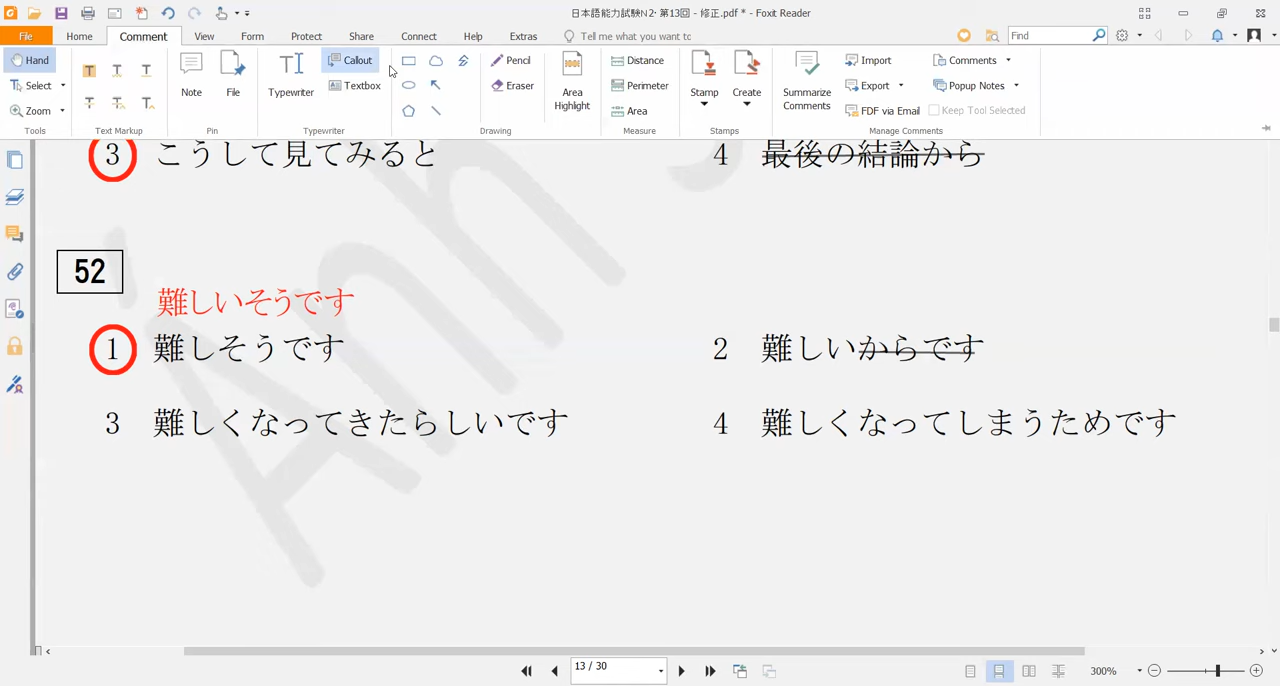 日本語能力試験N2· 第13回 - 修正.pdf * - Foxit Reader
File Home Comment View Form Protect Share Connect Help Extras Tell me what you want to Find
Hand Select Zoom Tools
Text Markup
Note File Pin
Typewriter Callout Textbox Typewriter
Pencil Eraser Drawing
Area Highlight
Distance Perimeter Area Measure
Stamp Create Stamps
Summarize Comments Import Export FDF via Email Comments Popup Notes Keep Tool Selected Manage Comments
3 こうして見てみると 4 最後の結論から
52
難しいそうです
1 難しそうです 2 難しいからです
3 難しくなってきたらしいです 4 難しくなってしまうためです
13 / 30 300%